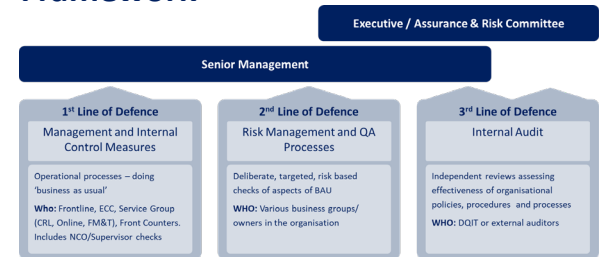 Executive / Assurance & Risk Committee
Senior Management
1st Line of Defence
Management and Internal
Control Measures
Operational processes – doing
'business as usual'
Who: Frontline, ECC, Service Group
(CRL, Online, FM&T), Front Counters.
Includes NCO/Supervisor checks
2nd Line of Defence
Risk Management and QA
Processes
Deliberate, targeted, risk based
checks of aspects of BAU
WHO: Various business groups/
owners in the organisation
3rd Line of Defence
Internal Audit
Independent reviews assessing
effectiveness of organisational
policies, procedures and processes
WHO: DQIT or external auditors